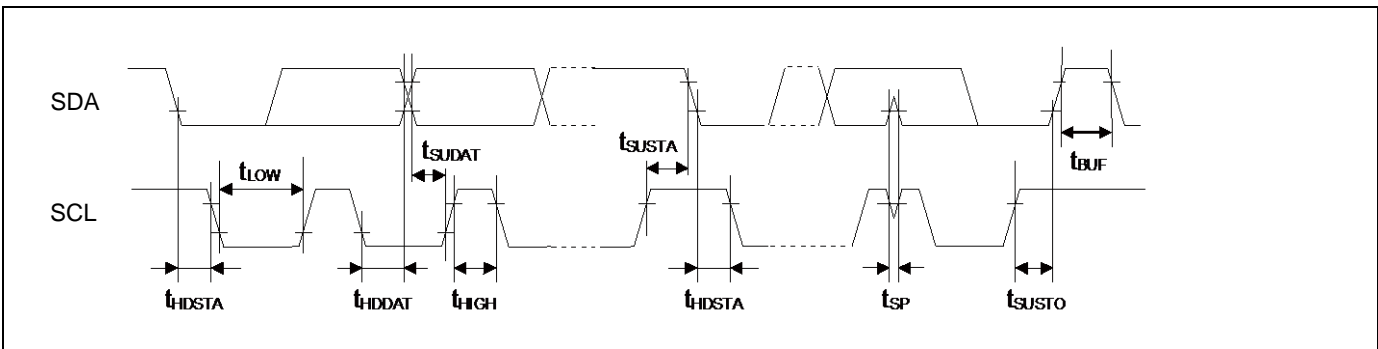 SDA
tSUDAT
tSUSTA
tBUF
tLOW
SCL
tHDSTA
tHDDAT
tHIGH
tHDSTA
tSP
tSUSTO